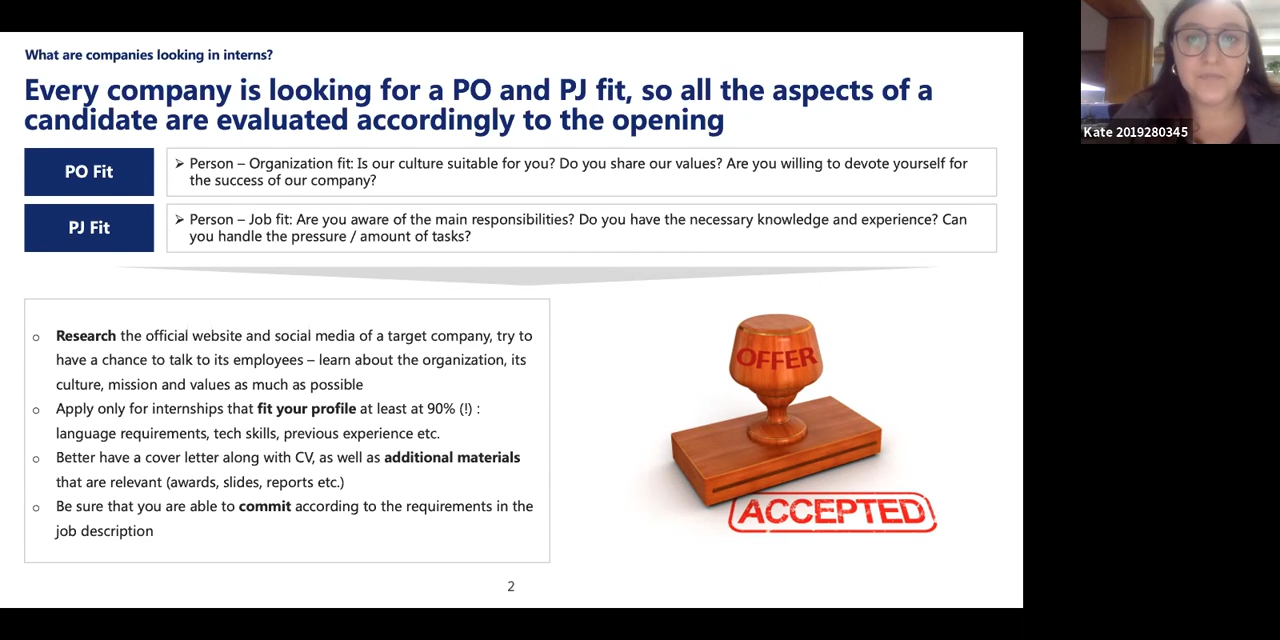 What are companies looking in interns?
Every company is looking for a PO and PJ fit, so all the aspects of a
candidate are evaluated accordingly to the opening
PO Fit
➢ Person – Organization fit: Is our culture suitable for you? Do you share our values? Are you willing to devote yourself for
the success of our company?
PJ Fit
➢ Person – Job fit: Are you aware of the main responsibilities? Do you have the necessary knowledge and experience? Can
you handle the pressure / amount of tasks?
○ Research the official website and social media of a target company, try to
have a chance to talk to its employees – learn about the organization, its
culture, mission and values as much as possible
○ Apply only for internships that fit your profile at least at 90% (!) :
language requirements, tech skills, previous experience etc.
○ Better have a cover letter along with CV, as well as additional materials
that are relevant (awards, slides, reports etc.)
○ Be sure that you are able to commit according to the requirements in the
job description
OFFER
ACCEPTED
2
Kate 2019280345